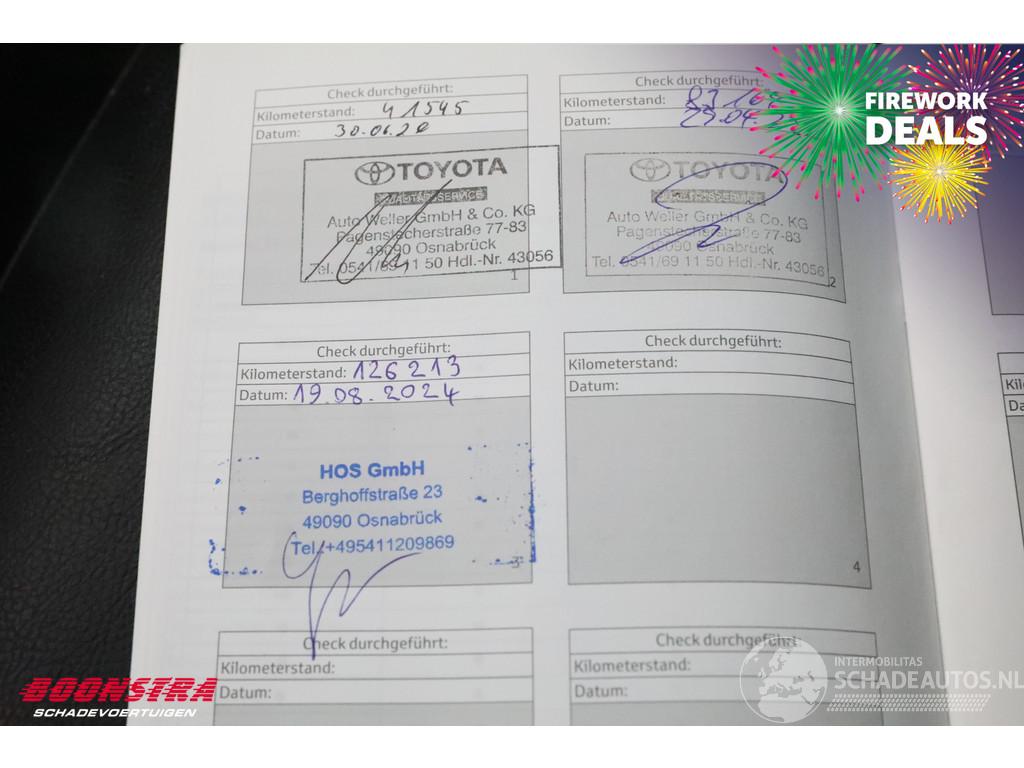 FIREWORK
DEALS
Check durchgeführt:
Kilometerstand: 41545
Datum: 30.06.20
TOYOTA
QUALITÄTSSERVICE
Auto Weller GmbH & Co. KG
Pagenstecherstraße 77-83
49090 Osnabrück
Tel. 0541/69 11 50 Hdl.-Nr. 43056
1
Check durchgeführt:
Kilometerstand:
Datum:
TOYOTA
Auto Weller GmbH & Co. KG
Pagenstecherstraße 77-83
49090 Osnabrück
Tel. 0541/69 11 50 Hdl.-Nr. 43056
2
Check durchgeführt:
Kilometerstand: 126213
Datum: 19.08.2024
HOS GmbH
Berghoffstraße 23
49090 Osnabrück
Tel.:+495411209869
3
Check durchgeführt:
Kilometerstand:
Datum:
4
Check durchgeführt:
Kilometerstand:
Datum:
Check durchgeführt:
Kilometerstand:
Datum:
BOONSTRA
SCHADEVOERTUIGEN
INTERMOBILITAS
SCHADEAUTOS.NL